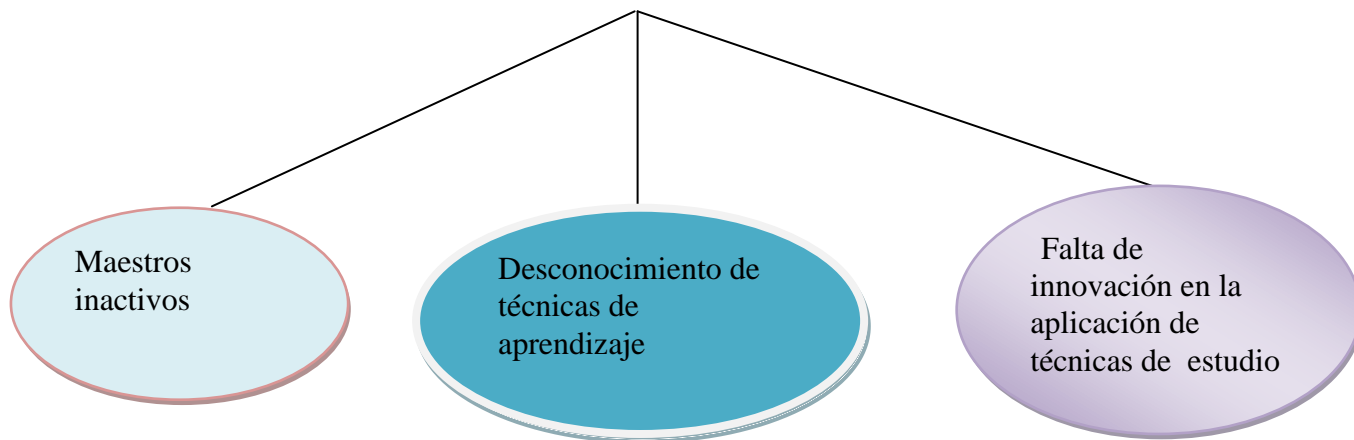 Maestros
inactivos
Desconocimiento de
técnicas de
aprendizaje
Falta de
innovación en la
aplicación de
técnicas de  estudio